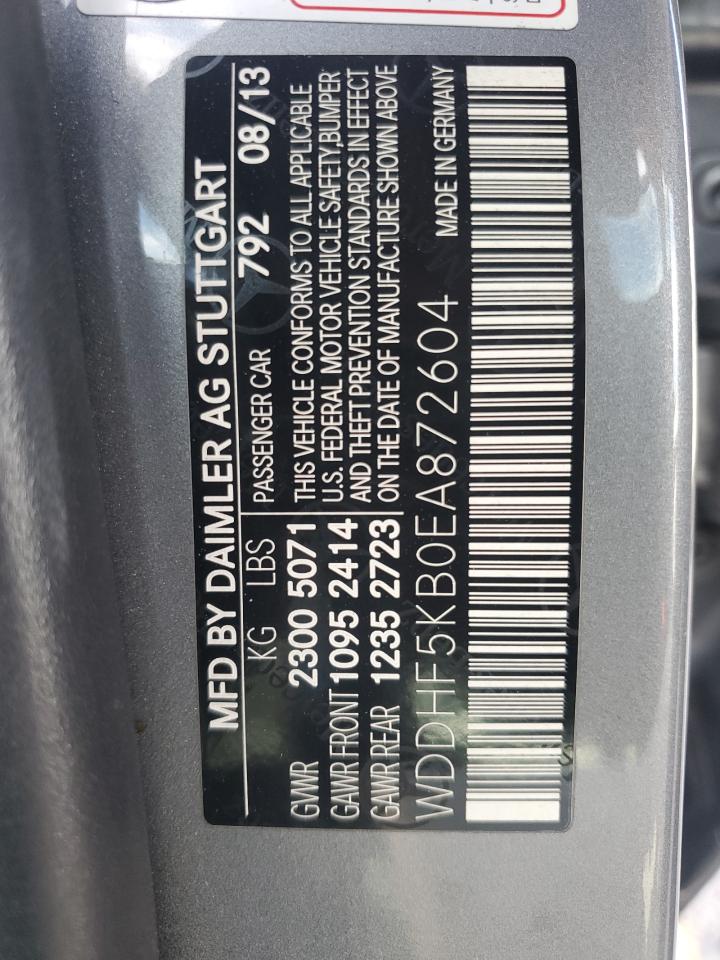 MFD BY DAIMLER AG STUTTGART
KG LBS PASSENGER CAR 792 08/13
GWR 2300 5071 THIS VEHICLE CONFORMS TO ALL APPLICABLE
GAWR FRONT 1095 2414 U.S. FEDERAL MOTOR VEHICLE SAFETY,BUMPER
GAWR REAR 1235 2723 AND THEFT PREVENTION STANDARDS IN EFFECT
ON THE DATE OF MANUFACTURE SHOWN ABOVE
WDDHF5KB0EA872604 MADE IN GERMANY